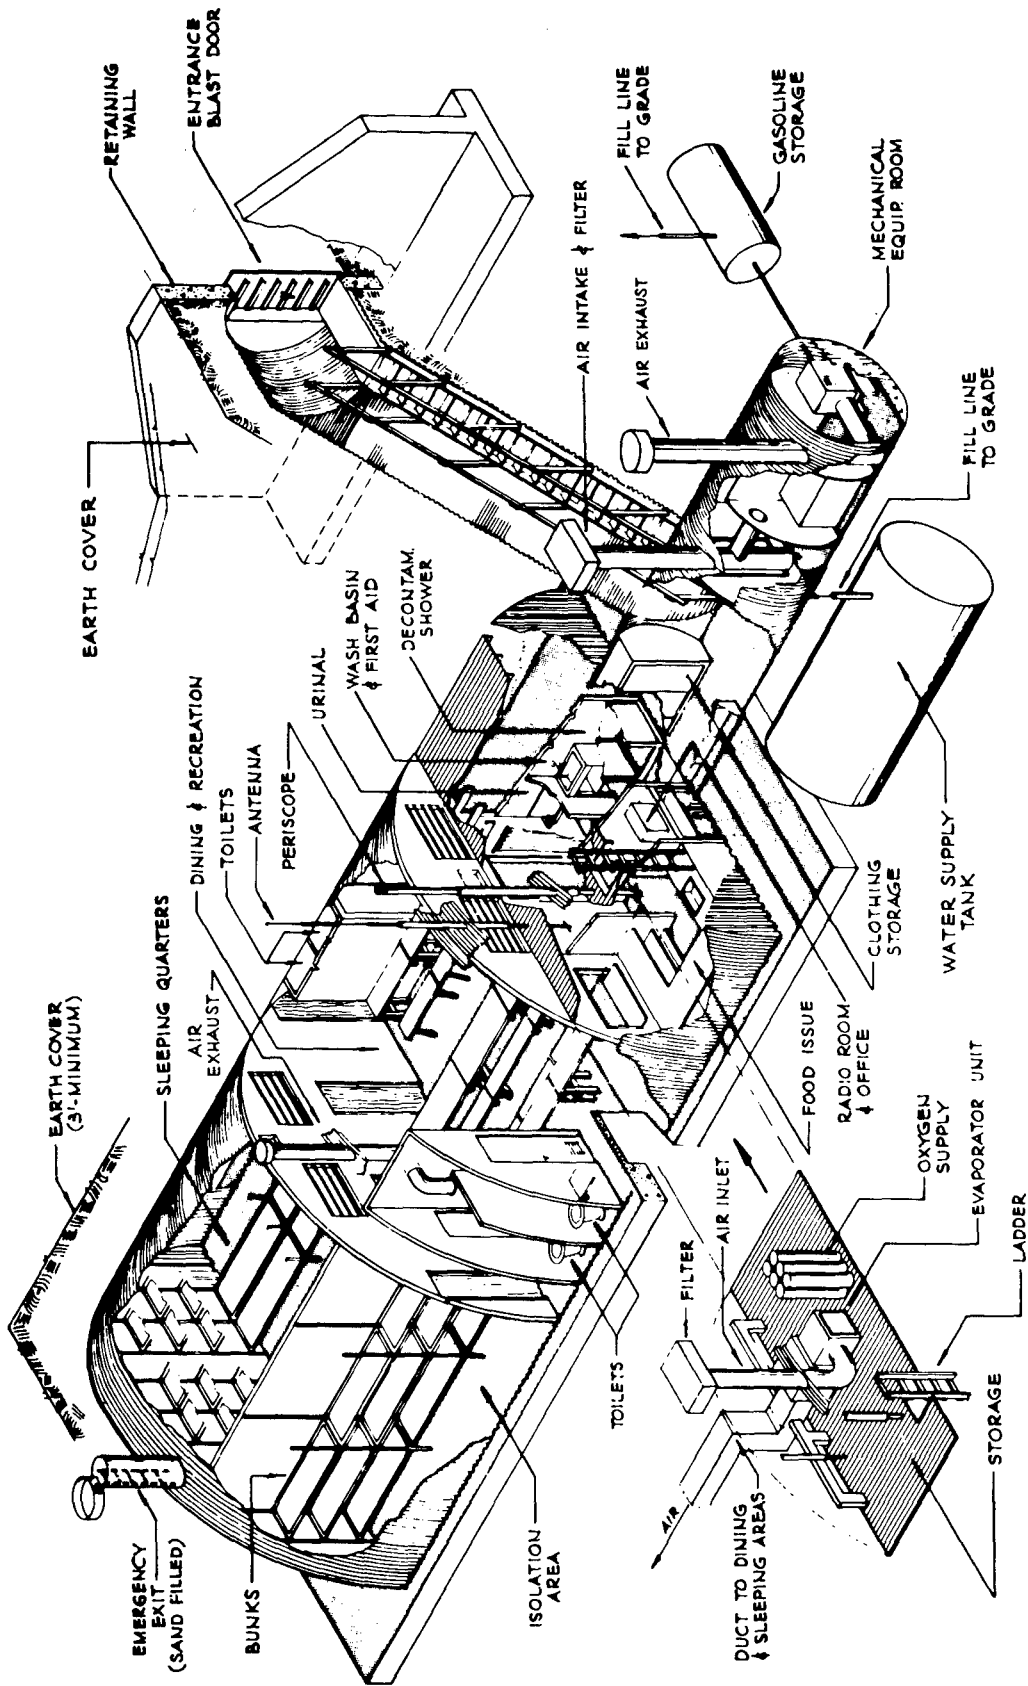 RETAINING
WALL
ENTRANCE
BLAST DOOR
EARTH COVER
FILL LINE
TO GRADE
GASOLINE
STORAGE
AIR INTAKE & FILTER
AIR EXHAUST
MECHANICAL
EQUIP. ROOM
FILL LINE
TO GRADE
DECONTAM.
SHOWER
WASH BASIN
& FIRST AID
URINAL
PERISCOPE
ANTENNA
TOILETS
DINING & RECREATION
AIR
EXHAUST
SLEEPING QUARTERS
EARTH COVER
(3'-MINIMUM)
EMERGENCY
EXIT
(SAND FILLED)
BUNKS
ISOLATION
AREA
TOILETS
WATER SUPPLY
TANK
CLOTHING
STORAGE
RADIO ROOM
& OFFICE
FOOD ISSUE
OXYGEN
SUPPLY
EVAPORATOR UNIT
LADDER
AIR INLET
FILTER
AIR
DUCT TO DINING
& SLEEPING AREAS
STORAGE